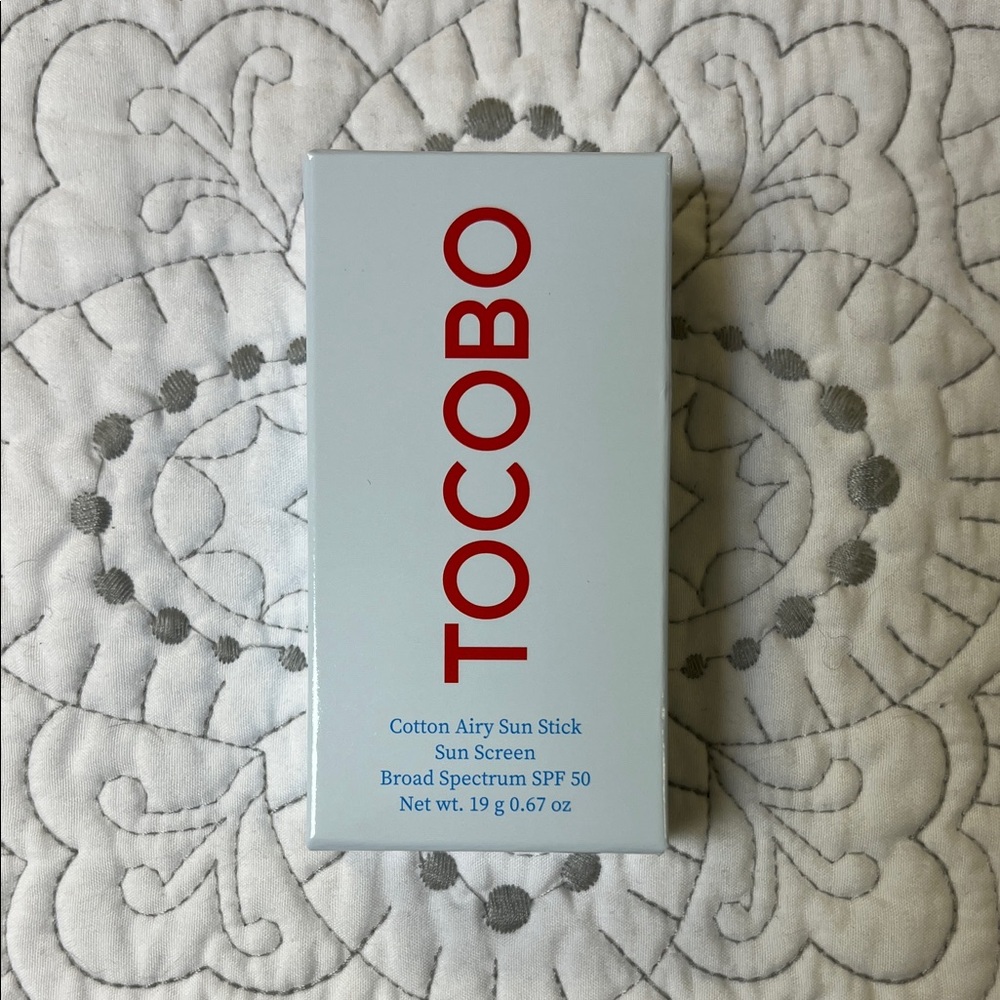 TOCOBO
Cotton Airy Sun Stick
Sun Screen
Broad Spectrum SPF 50
Net wt. 19 g 0.67 oz